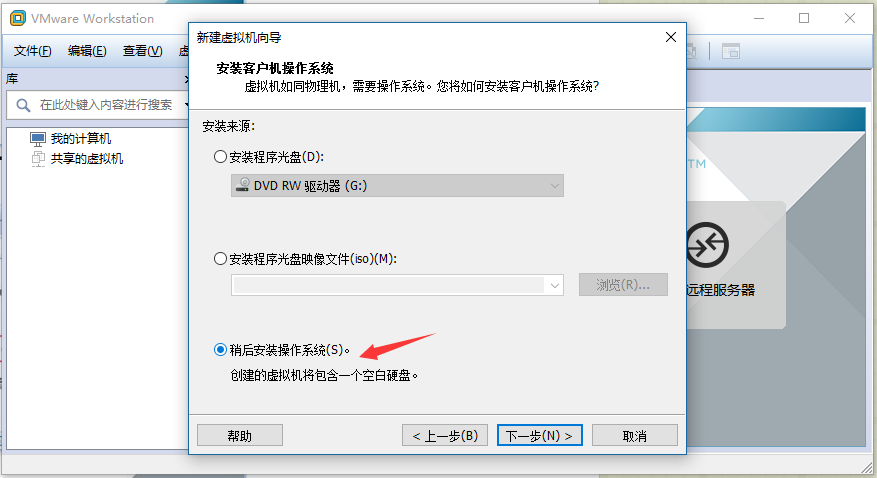 VMware Workstation
文件(F) 编辑(E) 查看(V)
库
在此处键入内容进行搜索
我的计算机
共享的虚拟机
新建虚拟机向导
安装客户机操作系统
虚拟机如同物理机，需要操作系统。您将如何安装客户机操作系统?
安装来源:
安装程序光盘(D):
DVD RW 驱动器 (G:)
安装程序光盘映像文件(iso)(M):
浏览(R)...
稍后安装操作系统(S)。
创建的虚拟机将包含一个空白硬盘。
帮助
< 上一步(B)
下一步(N) >
取消
TM
远程服务器